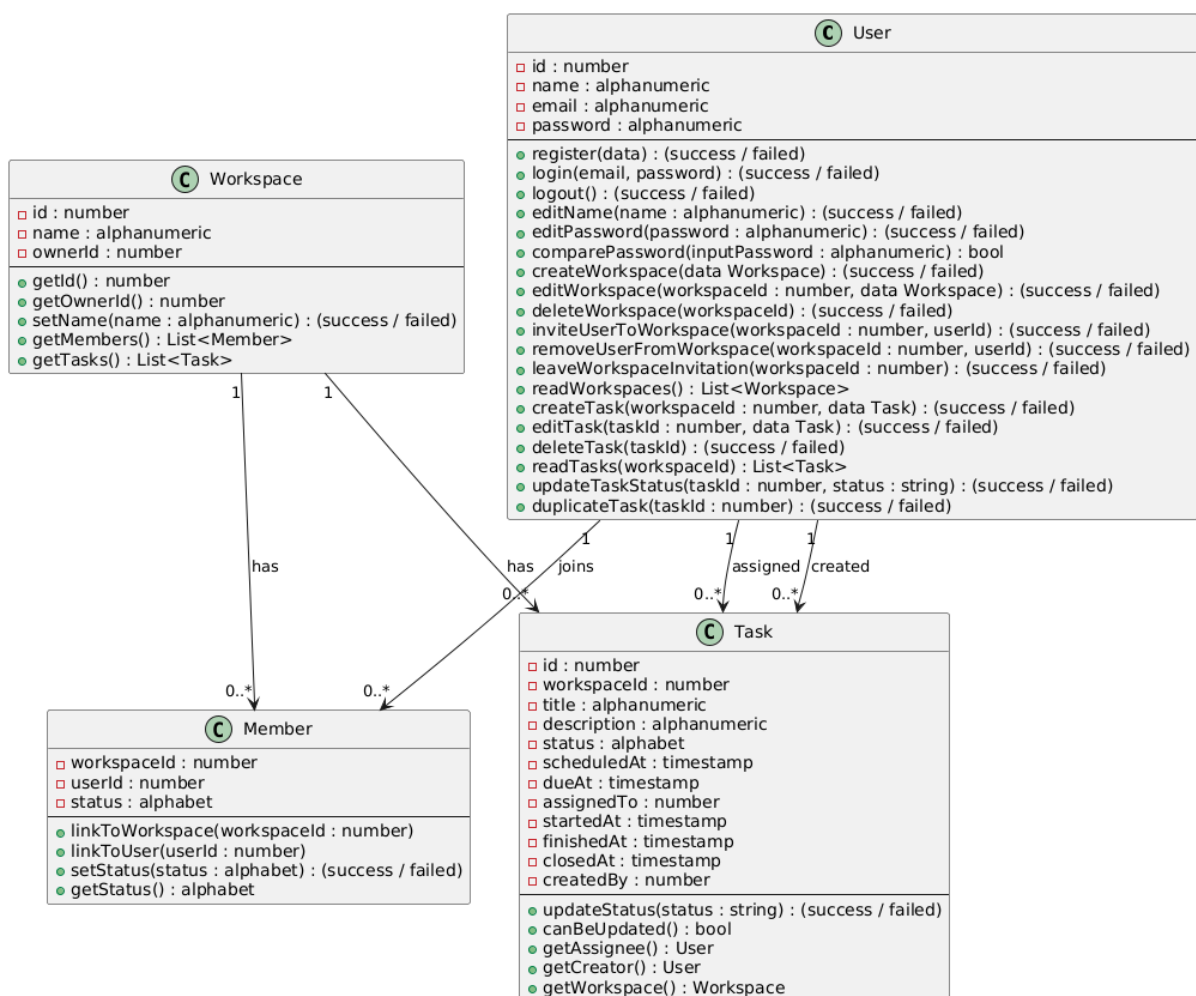 C User
id : number
name : alphanumeric
email : alphanumeric
password : alphanumeric
register(data) : (success / failed)
login(email, password) : (success / failed)
logout() : (success / failed)
editName(name : alphanumeric) : (success / failed)
editPassword(password : alphanumeric) : (success / failed)
comparePassword(inputPassword : alphanumeric) : bool
createWorkspace(data Workspace) : (success / failed)
editWorkspace(workspaceId : number, data Workspace) : (success / failed)
deleteWorkspace(workspaceId) : (success / failed)
inviteUserToWorkspace(workspaceId : number, userId) : (success / failed)
removeUserFromWorkspace(workspaceId : number, userId) : (success / failed)
leaveWorkspaceInvitation(workspaceId : number) : (success / failed)
readWorkspaces() : List<Workspace>
createTask(workspaceId : number, data Task) : (success / failed)
editTask(taskId : number, data Task) : (success / failed)
deleteTask(taskId) : (success / failed)
readTasks(workspaceId) : List<Task>
updateTaskStatus(taskId : number, status : string) : (success / failed)
duplicateTask(taskId : number) : (success / failed)
C Workspace
id : number
name : alphanumeric
ownerId : number
getId() : number
getOwnerId() : number
setName(name : alphanumeric) : (success / failed)
getMembers() : List<Member>
getTasks() : List<Task>
1
1
1
1
1
has
has
joins
assigned
created
0..*
0..*
0..*
0..*
0..*
C Member
workspaceId : number
userId : number
status : alphabet
linkToWorkspace(workspaceId : number)
linkToUser(userId : number)
setStatus(status : alphabet) : (success / failed)
getStatus() : alphabet
C Task
id : number
workspaceId : number
title : alphanumeric
description : alphanumeric
status : alphabet
scheduledAt : timestamp
dueAt : timestamp
assignedTo : number
startedAt : timestamp
finishedAt : timestamp
closedAt : timestamp
createdBy : number
updateStatus(status : string) : (success / failed)
canBeUpdated() : bool
getAssignee() : User
getCreator() : User
getWorkspace() : Workspace